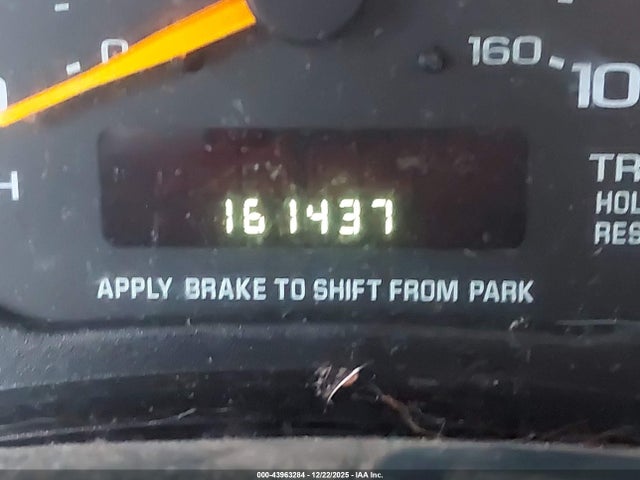 0
160
10
H
TR
HOL
RES
161437
APPLY BRAKE TO SHIFT FROM PARK
000-43963284 - 12/22/2025 - IAA Inc.